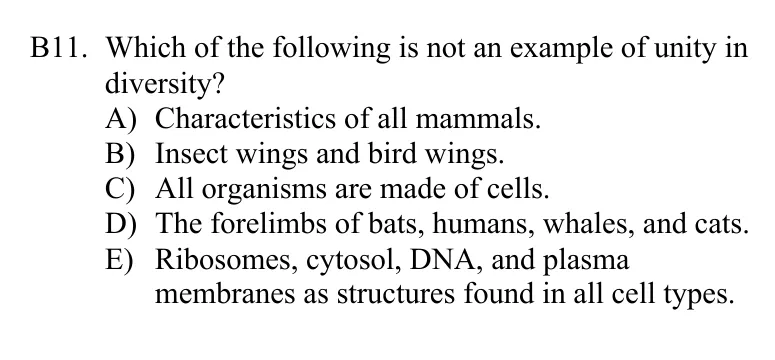 B11. Which of the following is not an example of unity in
diversity?
A) Characteristics of all mammals.
B) Insect wings and bird wings.
C) All organisms are made of cells.
D) The forelimbs of bats, humans, whales, and cats.
E) Ribosomes, cytosol, DNA, and plasma
membranes as structures found in all cell types.